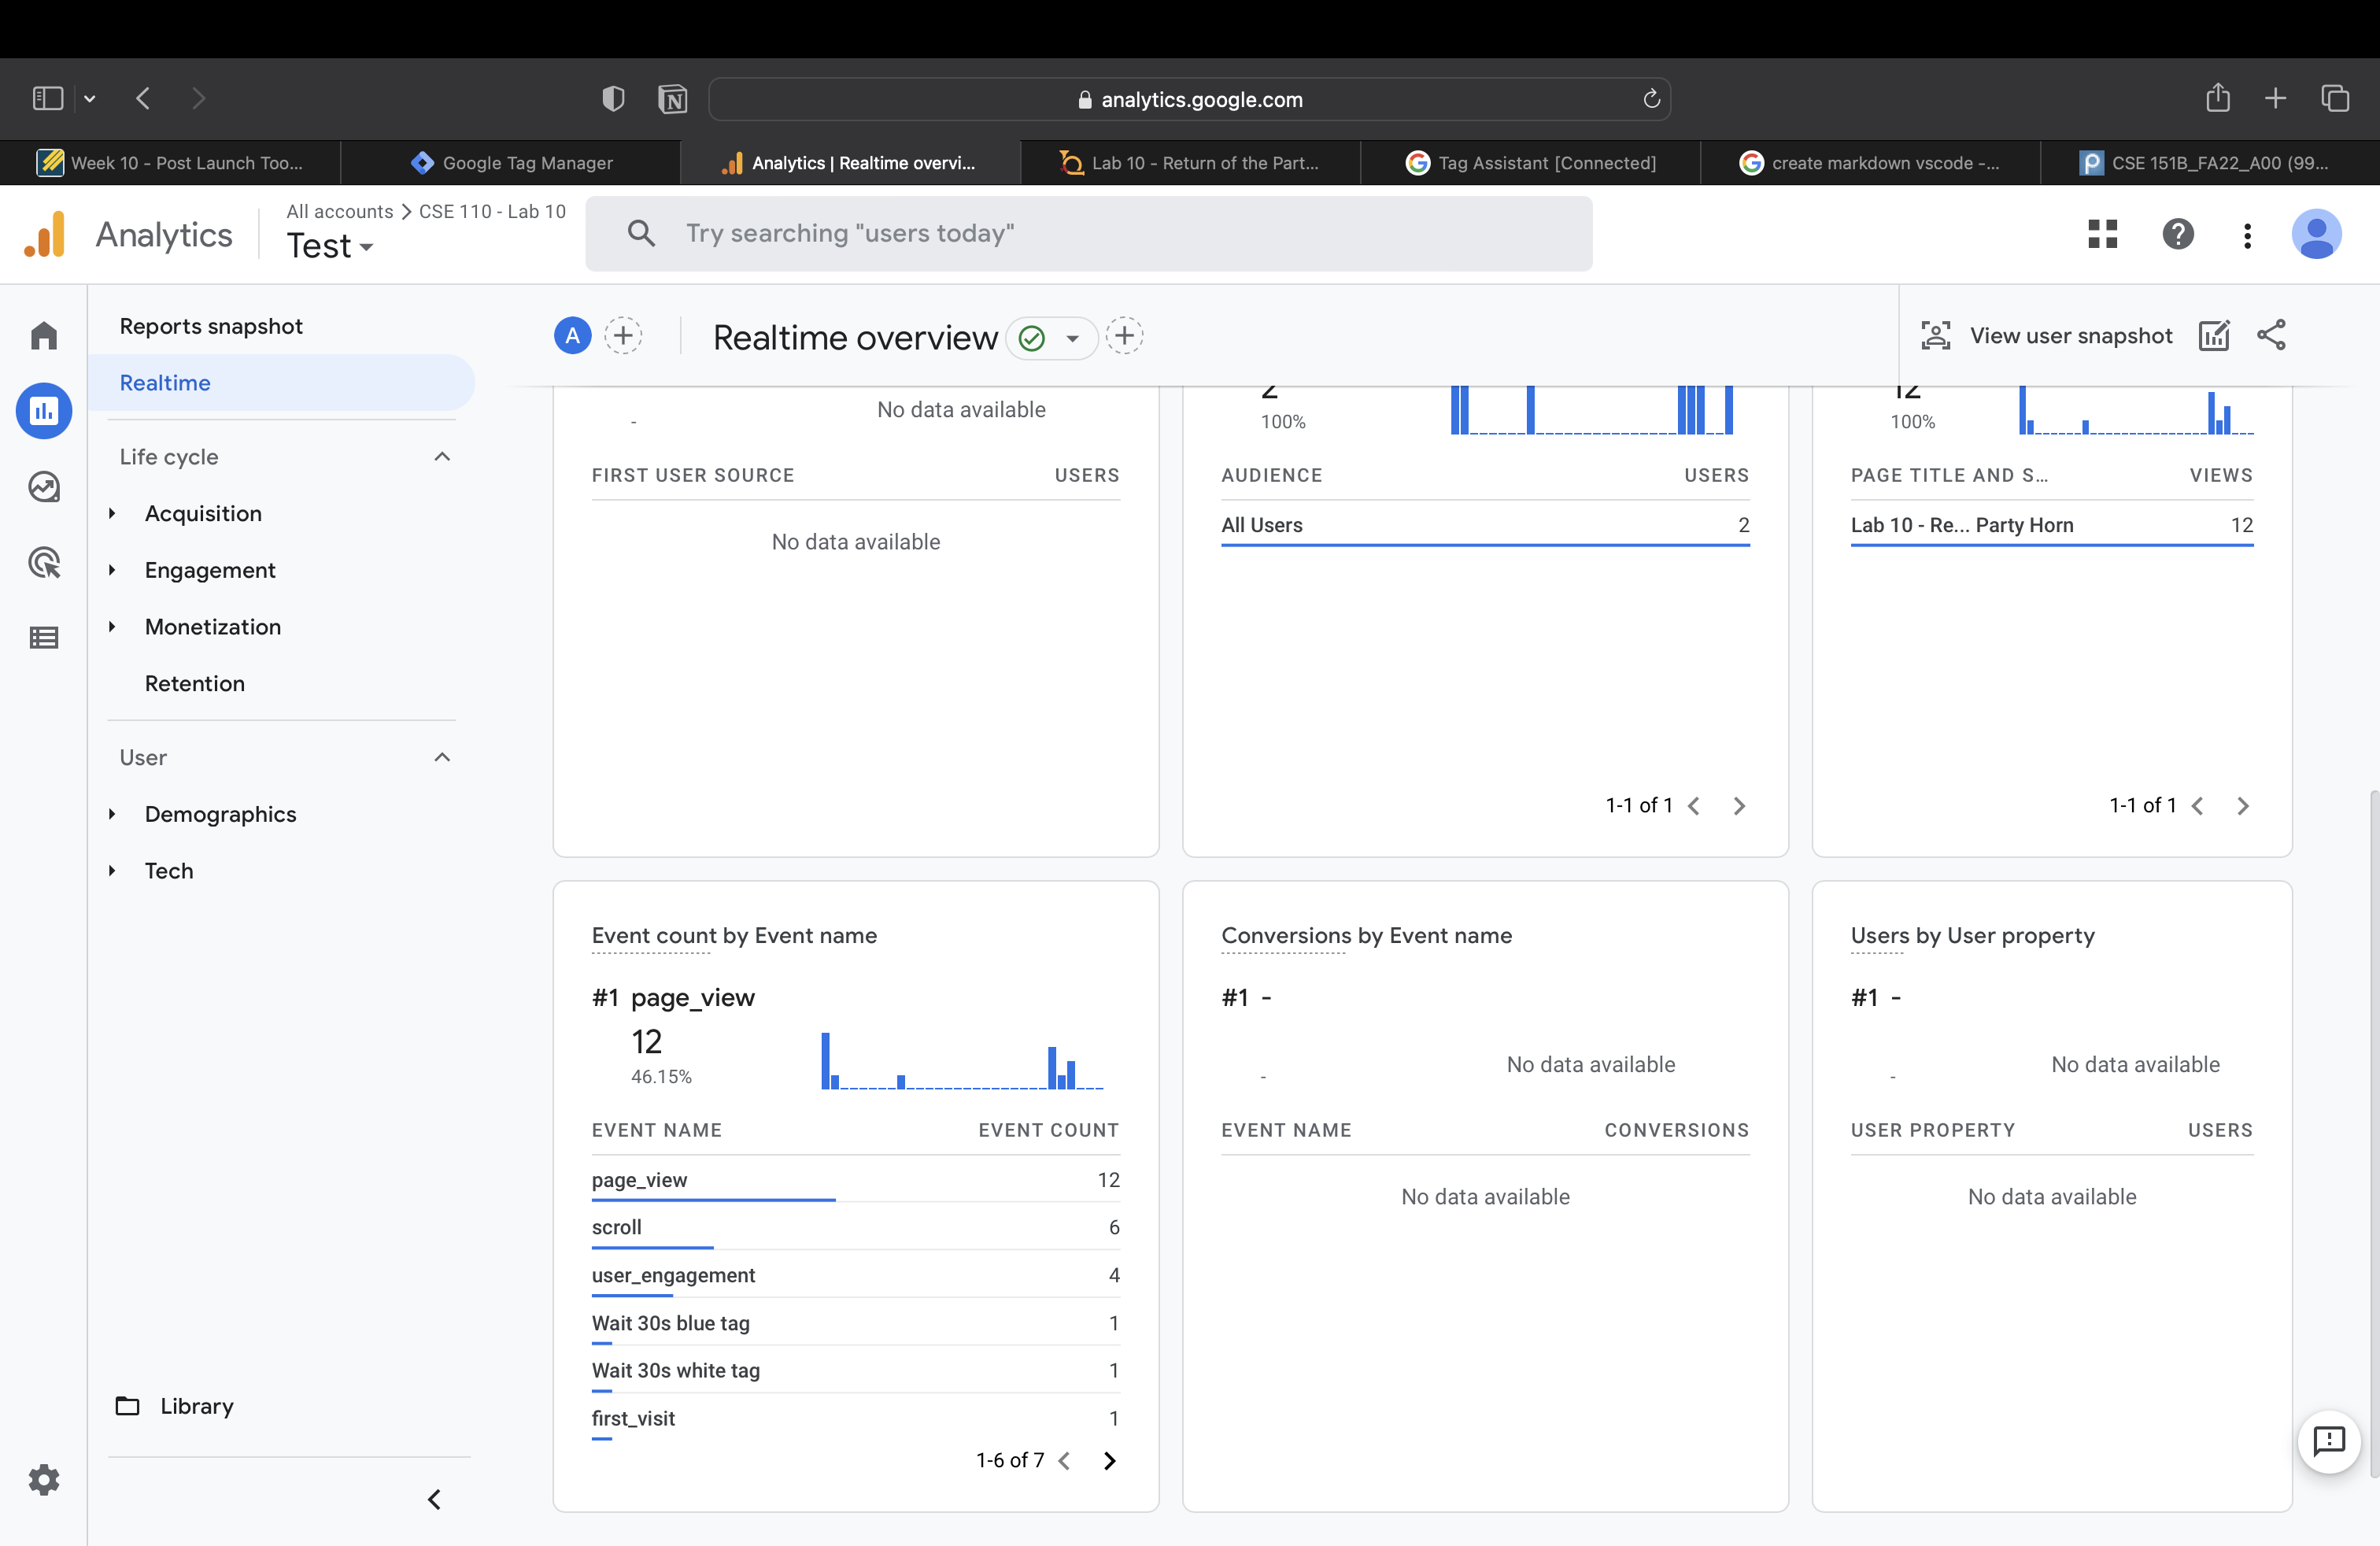 analytics.google.com
Week 10 - Post Launch Too...
Google Tag Manager
Analytics | Realtime overvi...
Lab 10 - Return of the Part...
Tag Assistant [Connected]
create markdown vscode -...
CSE 151B_FA22_A00 (99...
Analytics
All accounts > CSE 110 - Lab 10
Test
Try searching "users today"
Reports snapshot
Realtime
Life cycle
Acquisition
Engagement
Monetization
Retention
User
Demographics
Tech
Library
A
Realtime overview
View user snapshot
-
No data available
FIRST USER SOURCE USERS
No data available
2
100%
AUDIENCE USERS
All Users 2
1-1 of 1
12
100%
PAGE TITLE AND S... VIEWS
Lab 10 - Re... Party Horn 12
1-1 of 1
Event count by Event name
#1 page_view
12
46.15%
EVENT NAME EVENT COUNT
page_view 12
scroll 6
user_engagement 4
Wait 30s blue tag 1
Wait 30s white tag 1
first_visit 1
1-6 of 7
Conversions by Event name
#1 -
-
No data available
EVENT NAME CONVERSIONS
No data available
Users by User property
#1 -
-
No data available
USER PROPERTY USERS
No data available